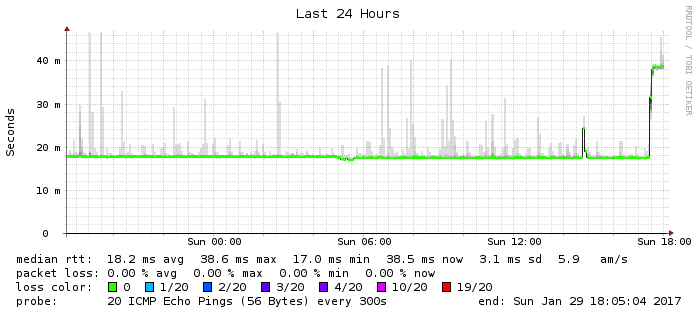 Last 24 Hours
RRDTOOL / TOBI OETIKER
Seconds
40 m
30 m
20 m
10 m
0
Sun 00:00 Sun 06:00 Sun 12:00 Sun 18:00
median rtt: 18.2 ms avg 38.6 ms max 17.0 ms min 38.5 ms now 3.1 ms sd 5.9 am/s
packet loss: 0.00 % avg 0.00 % max 0.00 % min 0.00 % now
loss color: 0 1/20 2/20 3/20 4/20 10/20 19/20
probe: 20 ICMP Echo Pings (56 Bytes) every 300s end: Sun Jan 29 18:05:04 2017